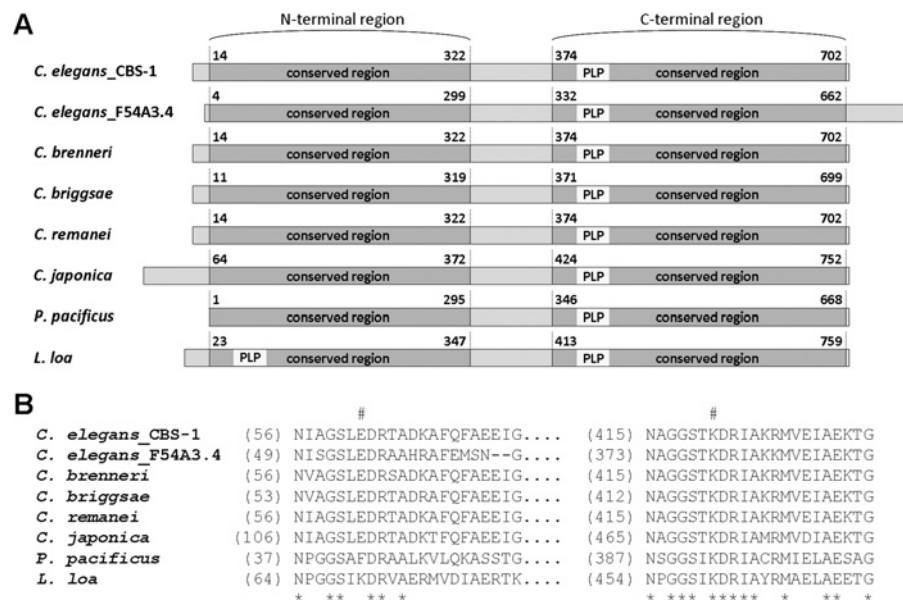 A
N-terminal region C-terminal region
14 322 374 702
C. elegans_CBS-1 conserved region PLP conserved region
4 299 332 662
C. elegans_F54A3.4 conserved region PLP conserved region
14 322 374 702
C. brenneri conserved region PLP conserved region
11 319 371 699
C. briggsae conserved region PLP conserved region
14 322 374 702
C. remanei conserved region PLP conserved region
64 372 424 752
C. japonica conserved region PLP conserved region
1 295 346 668
P. pacificus conserved region PLP conserved region
23 347 413 759
L. loa PLP conserved region PLP conserved region
B
# #
C. elegans_CBS-1 (56) NIAGSLEDRTADKAFQFAEEIG.... (415) NAGGSTKDRIAKRMVEIAEKTG
C. elegans_F54A3.4 (49) NISGSLEDRAAHRAFEMSN--G.... (373) NAGGSTKDRIAKKMVEIAEKTG
C. brenneri (56) NVAGSLEDRSADKAFQFAEEIG.... (415) NAGGSTKDRIAKRMVEIAEKTG
C. briggsae (53) NVAGSLEDRTADRAFQFAEEIG.... (412) NAGGSTKDRIAKRMVEIAEKTG
C. remanei (56) NIAGSLEDRTADKAFQFAEEIG.... (415) NAGGSTKDRIAKRMVEIAEKTG
C. japonica (106) NIAGSLEDRTADKTFQFAEEIG.... (465) NAGGSTKDRIAMRMVDIAEKTG
P. pacificus (37) NPGGSAFDRAALKVLQKASSTG.... (387) NSGGSIKDRIACRMIELAESAG
L. loa (64) NPGGSIKDRVAERMVDIAERTK.... (454) NPGGSIKDRIAYRMAELAEETG
* ** ** * * *** ***** * ** *